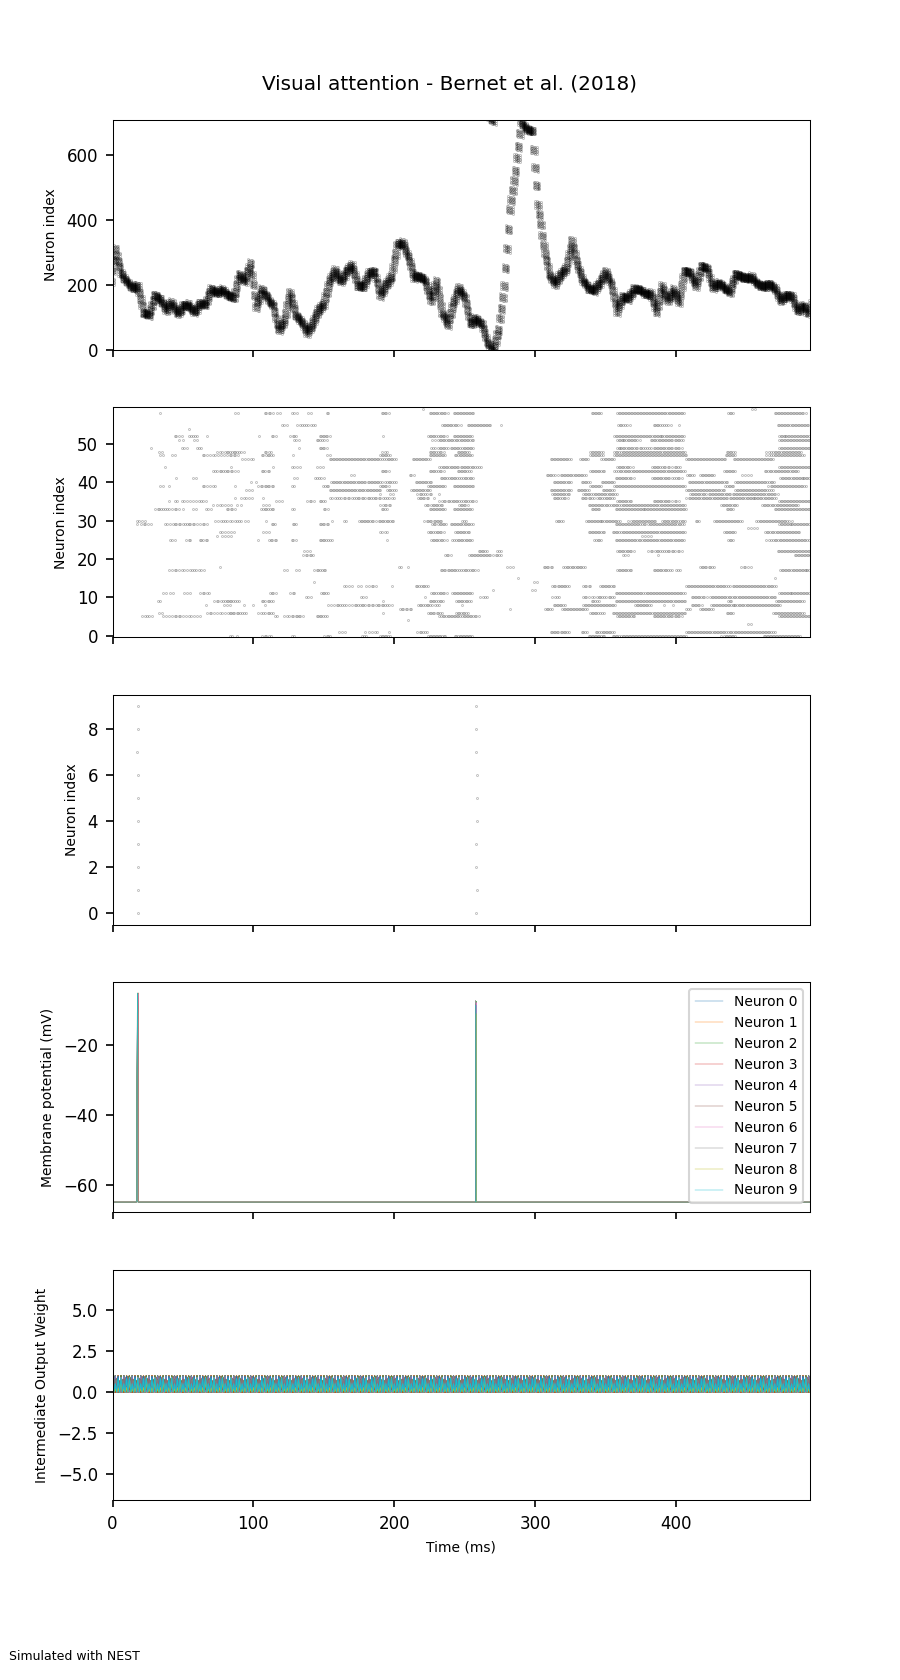 Visual attention - Bernet et al. (2018)
Neuron index
600
400
200
0
Neuron index
50
40
30
20
10
0
Neuron index
8
6
4
2
0
Membrane potential (mV)
−20
−40
−60
Neuron 0
Neuron 1
Neuron 2
Neuron 3
Neuron 4
Neuron 5
Neuron 6
Neuron 7
Neuron 8
Neuron 9
Intermediate Output Weight
5.0
2.5
0.0
−2.5
−5.0
0 100 200 300 400
Time (ms)
Simulated with NEST